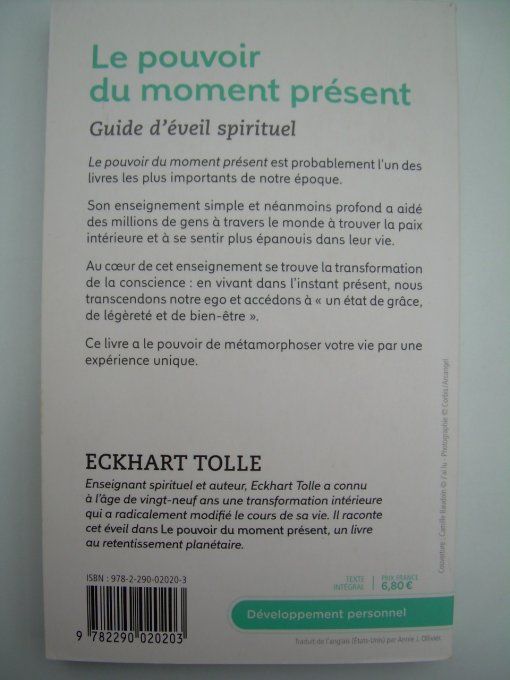 Le pouvoir
du moment présent
Guide d'éveil spirituel
Le pouvoir du moment présent est probablement l'un des
livres les plus importants de notre époque.
Son enseignement simple et néanmoins profond a aidé
des millions de gens à travers le monde à trouver la paix
intérieure et à se sentir plus épanouis dans leur vie.
Au cœur de cet enseignement se trouve la transformation
de la conscience : en vivant dans l'instant présent, nous
transcendons notre ego et accédons à « un état de grâce,
de légèreté et de bien-être ».
Ce livre a le pouvoir de métamorphoser votre vie par une
expérience unique.
ECKHART TOLLE
Enseignant spirituel et auteur, Eckhart Tolle a connu
à l'âge de vingt-neuf ans une transformation intérieure
qui a radicalement modifié le cours de sa vie. Il raconte
cet éveil dans Le pouvoir du moment présent, un livre
au retentissement planétaire.
ISBN : 978-2-290-02020-3
9 782290 020203
TEXTE
INTÉGRAL
PRIX FRANCE
6,80 €
Développement personnel
Traduit de l'anglais (États-Unis) par Annie J. Ollivier
Couverture : Camille Baudoin © J'ai lu - Photographie © Corbis / Arcangel